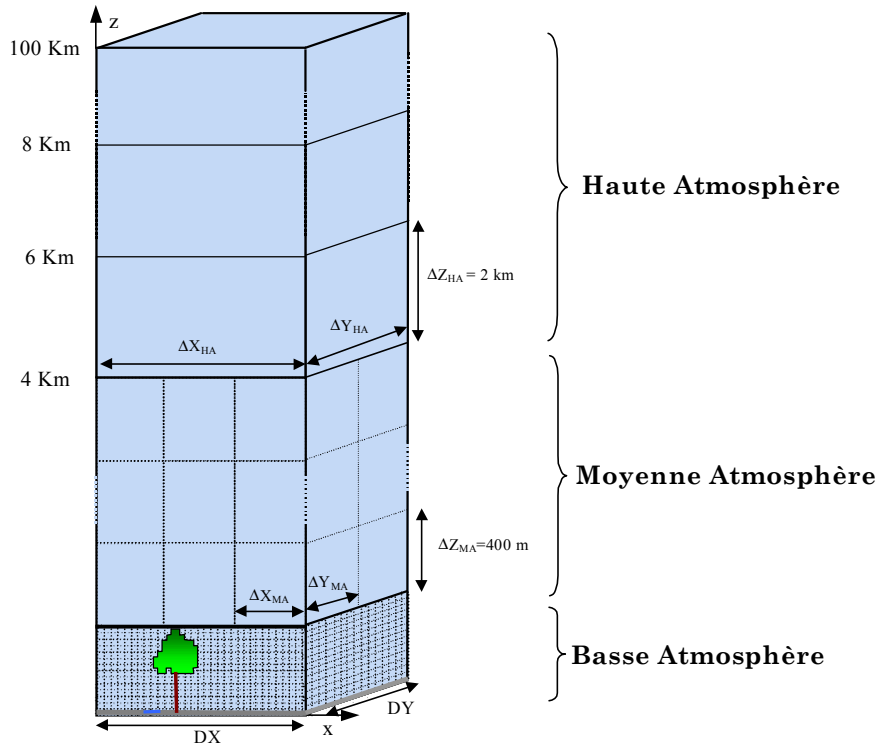 z
100 Km
8 Km
Haute Atmosphère
6 Km
ΔZHA = 2 km
ΔYHA
ΔXHA
4 Km
Moyenne Atmosphère
ΔZMA=400 m
ΔYMA
ΔXMA
Basse Atmosphère
DY
x
DX